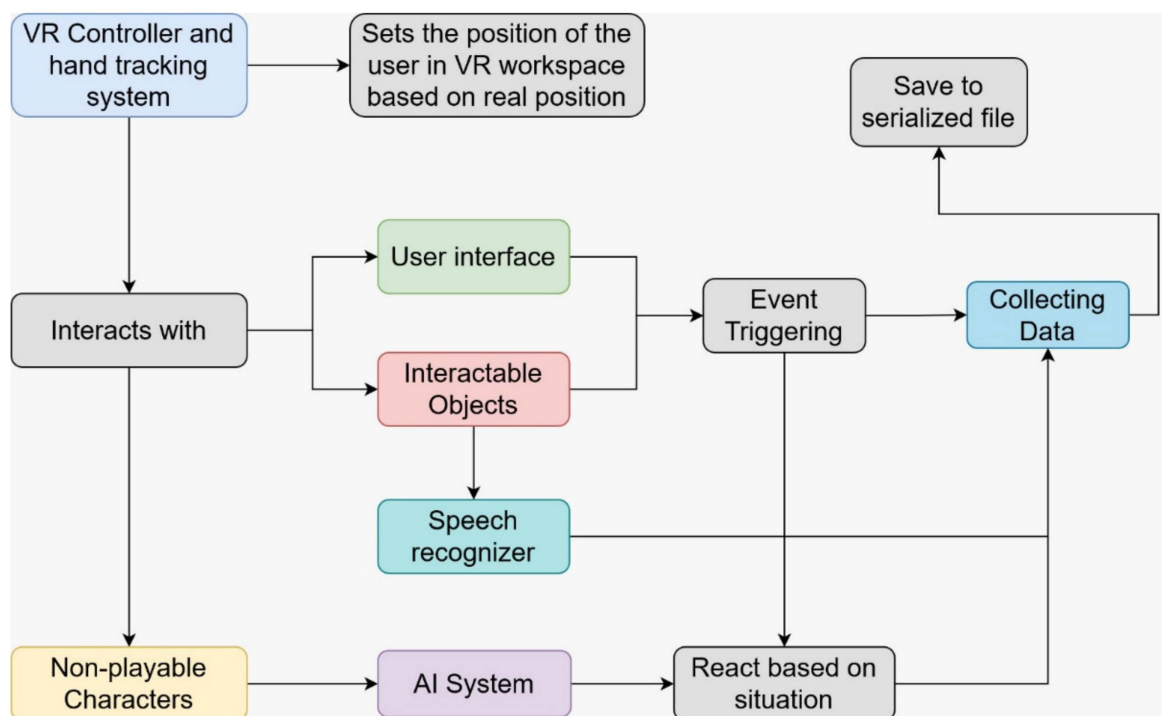 VR Controller and
hand tracking
system
Sets the position of the
user in VR workspace
based on real position
Save to
serialized file
User interface
Interacts with
Event
Triggering
Collecting
Data
Interactable
Objects
Speech
recognizer
Non-playable
Characters
AI System
React based on
situation